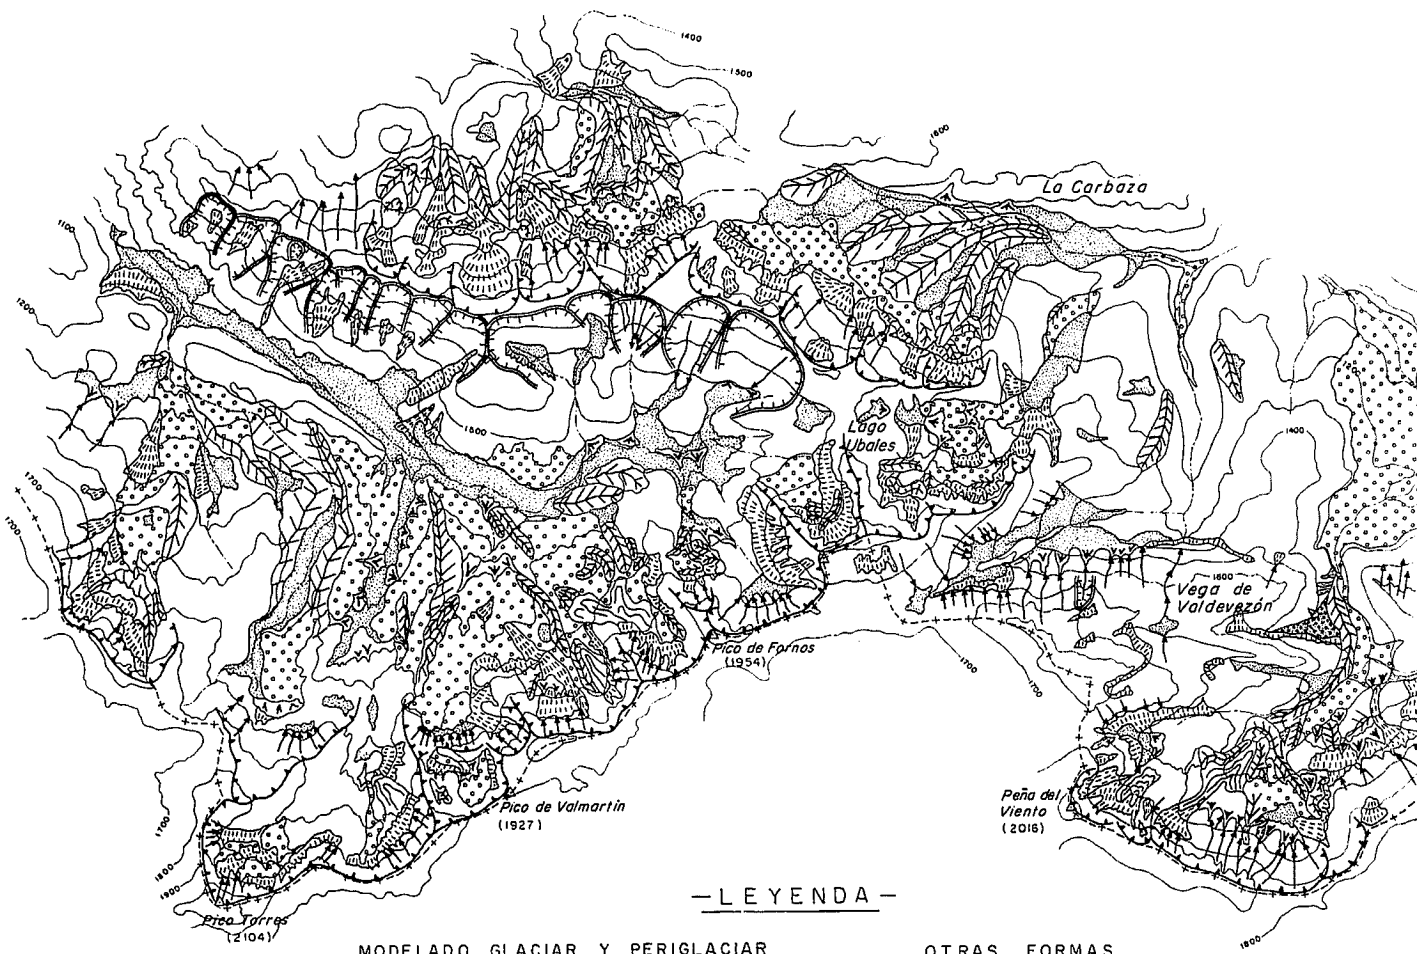 1400
1500
1600
La Carbaza
1100
1200
1500
Lago
Ubales
1400
1700
1700
1600
Vega de
Valdevezón
Pico de Fornos
(1954)
1700
1700
Pico de Valmartín
(1927)
Peña del
Viento
(2016)
1700
1800
1900
Pico Torres
(2104)
—LEYENDA—
1800
MODELADO GLACIAR Y PERIGLACIAR
OTRAS FORMAS